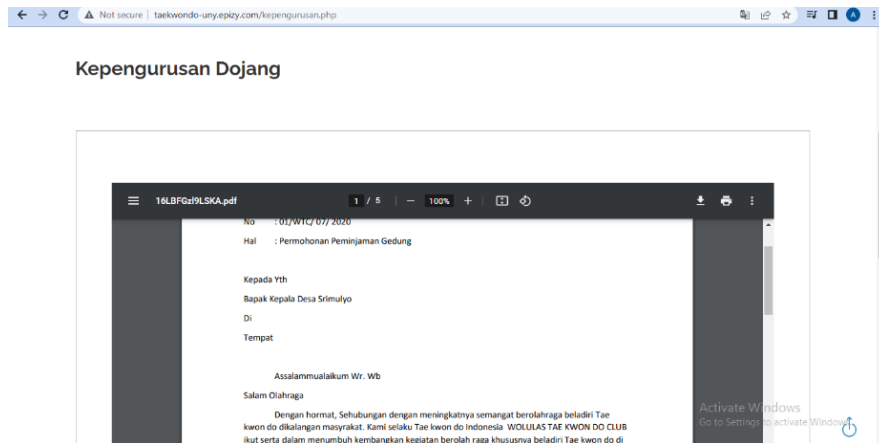 Not secure | taekwondo-uny.epizy.com/kepengurusan.php
A
Kepengurusan Dojang
16LBFGzl9LSKA.pdf 1 / 5 | − 100% +
No : 01/WTC/ 07/ 2020
Hal : Permohonan Peminjaman Gedung
Kepada Yth
Bapak Kepala Desa Srimulyo
Di
Tempat
Assalammualaikum Wr. Wb
Salam Olahraga
Dengan hormat, Sehubungan dengan meningkatnya semangat berolahraga beladiri Tae
kwon do dikalangan masyrakat. Kami selaku Tae kwon do Indonesia WOLULAS TAE KWON DO CLUB
ikut serta dalam menumbuh kembangkan kegiatan berolah raga khususnya beladiri Tae kwon do di
Activate Windows
Go to Settings to activate Windows.